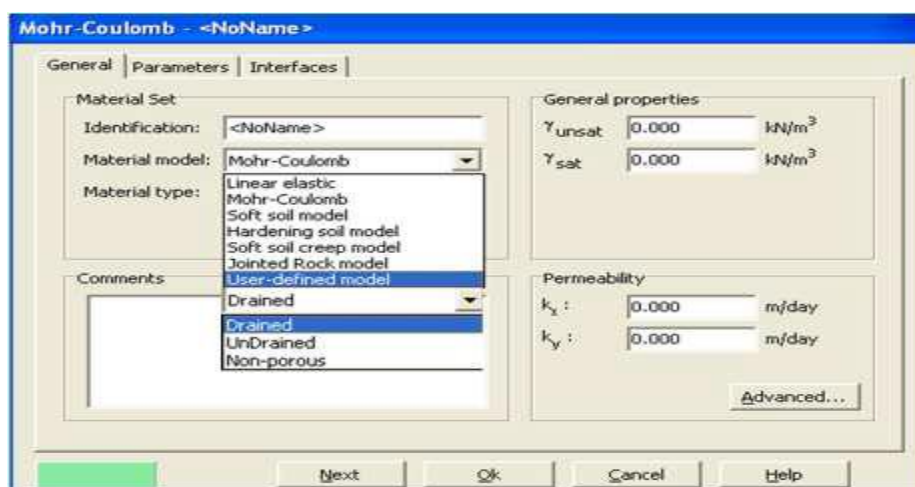 Mohr-Coulomb - <NoName>
General Parameters Interfaces
Material Set
Identification: <NoName>
Material model: Mohr-Coulomb
Material type:
Linear elastic
Mohr-Coulomb
Soft soil model
Hardening soil model
Soft soil creep model
Jointed Rock model
User-defined model
Drained
Drained
UnDrained
Non-porous
Comments
General properties
γunsat 0.000 kN/m³
γsat 0.000 kN/m³
Permeability
kx : 0.000 m/day
ky : 0.000 m/day
Advanced...
Next Ok Cancel Help